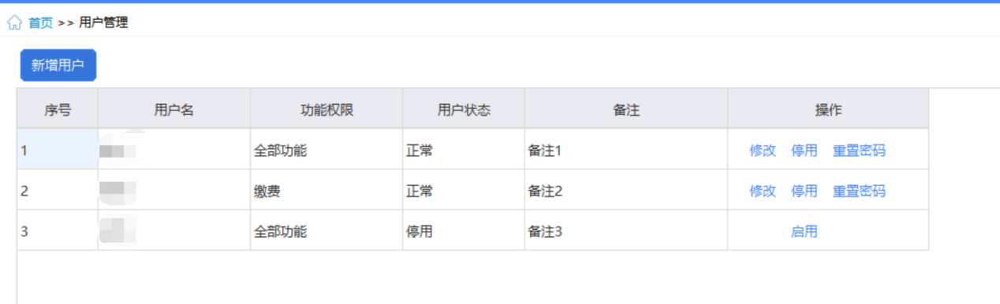 首页 >> 用户管理
新增用户
序号 用户名 功能权限 用户状态 备注 操作
1 全部功能 正常 备注1 修改 停用 重置密码
2 缴费 正常 备注2 修改 停用 重置密码
3 全部功能 停用 备注3 启用